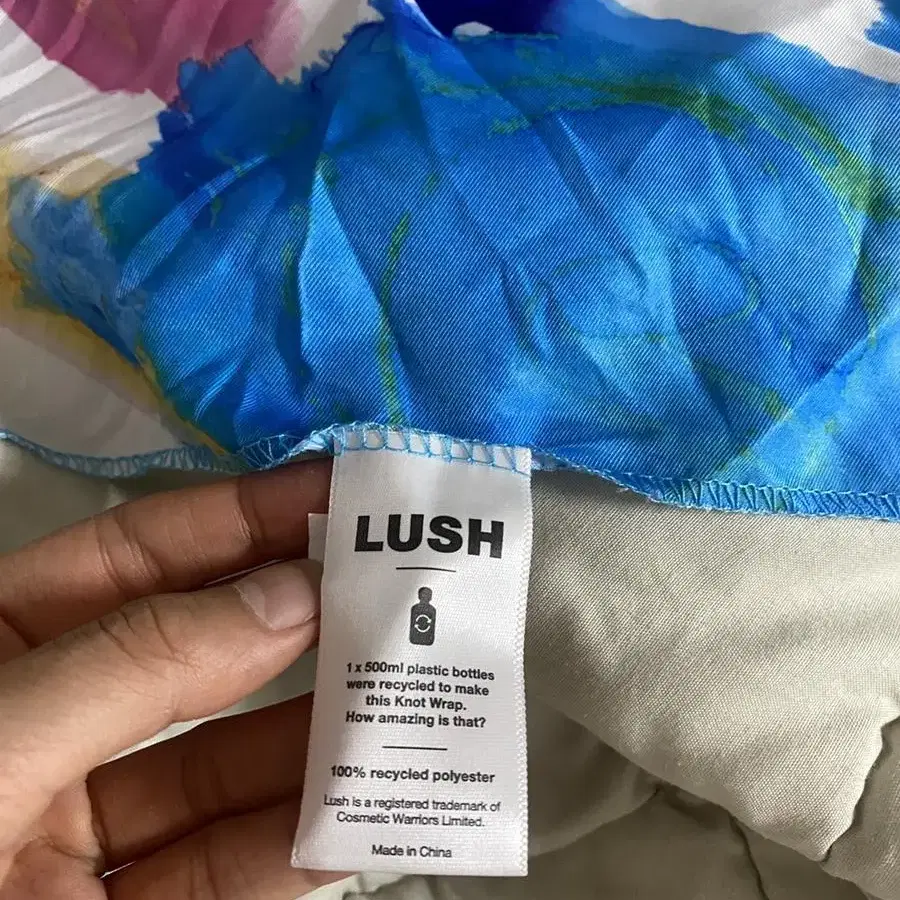 LUSH
1 x 500ml plastic bottles
were recycled to make
this Knot Wrap.
How amazing is that?
100% recycled polyester
Lush is a registered trademark of
Cosmetic Warriors Limited.
Made in China